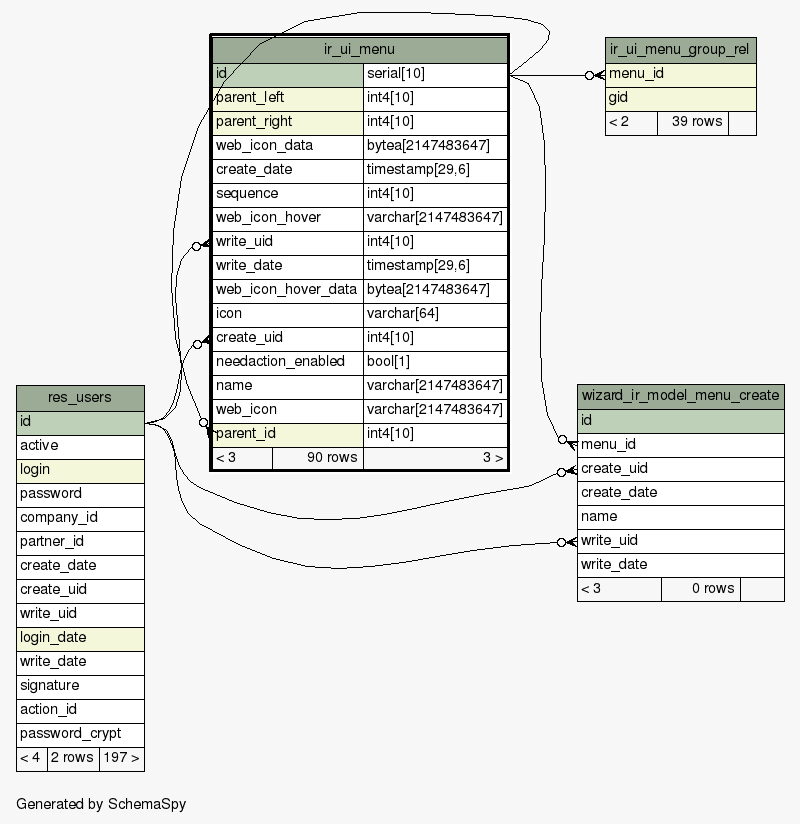 ir_ui_menu
id serial[10]
parent_left int4[10]
parent_right int4[10]
web_icon_data bytea[2147483647]
create_date timestamp[29,6]
sequence int4[10]
web_icon_hover varchar[2147483647]
write_uid int4[10]
write_date timestamp[29,6]
web_icon_hover_data bytea[2147483647]
icon varchar[64]
create_uid int4[10]
needaction_enabled bool[1]
name varchar[2147483647]
web_icon varchar[2147483647]
parent_id int4[10]
< 3 90 rows 3 >
ir_ui_menu_group_rel
menu_id
gid
< 2 39 rows
res_users
id
active
login
password
company_id
partner_id
create_date
create_uid
write_uid
login_date
write_date
signature
action_id
password_crypt
< 4 2 rows 197 >
wizard_ir_model_menu_create
id
menu_id
create_uid
create_date
name
write_uid
write_date
< 3 0 rows
Generated by SchemaSpy